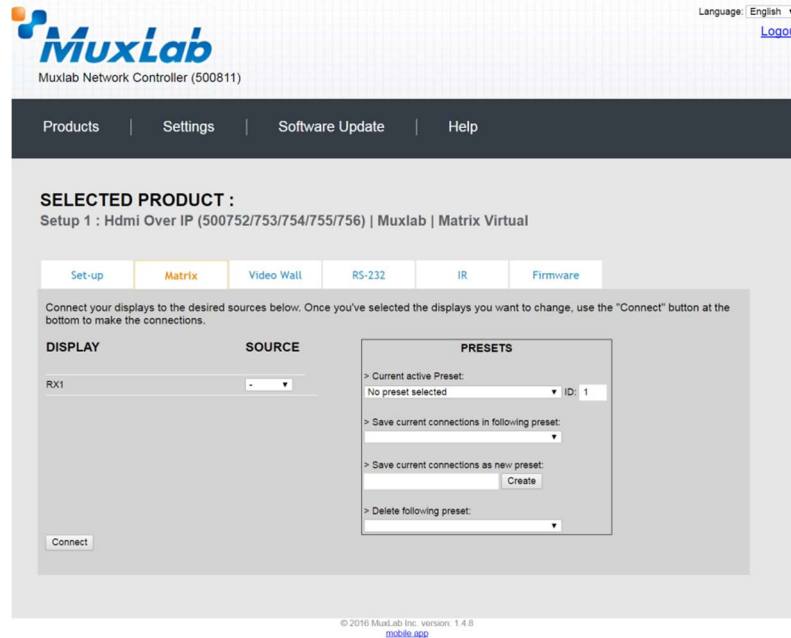 Language: English
Logou
MuxLab
Muxlab Network Controller (500811)
Products | Settings | Software Update | Help
SELECTED PRODUCT :
Setup 1 : Hdmi Over IP (500752/753/754/755/756) | Muxlab | Matrix Virtual
Set-up Matrix Video Wall RS-232 IR Firmware
Connect your displays to the desired sources below. Once you've selected the displays you want to change, use the "Connect" button at the
bottom to make the connections.
DISPLAY SOURCE
RX1 -
PRESETS
> Current active Preset:
No preset selected ID: 1
> Save current connections in following preset:
> Save current connections as new preset:
Create
> Delete following preset:
Connect
© 2016 MuxLab Inc. version: 1.4.8
mobile app